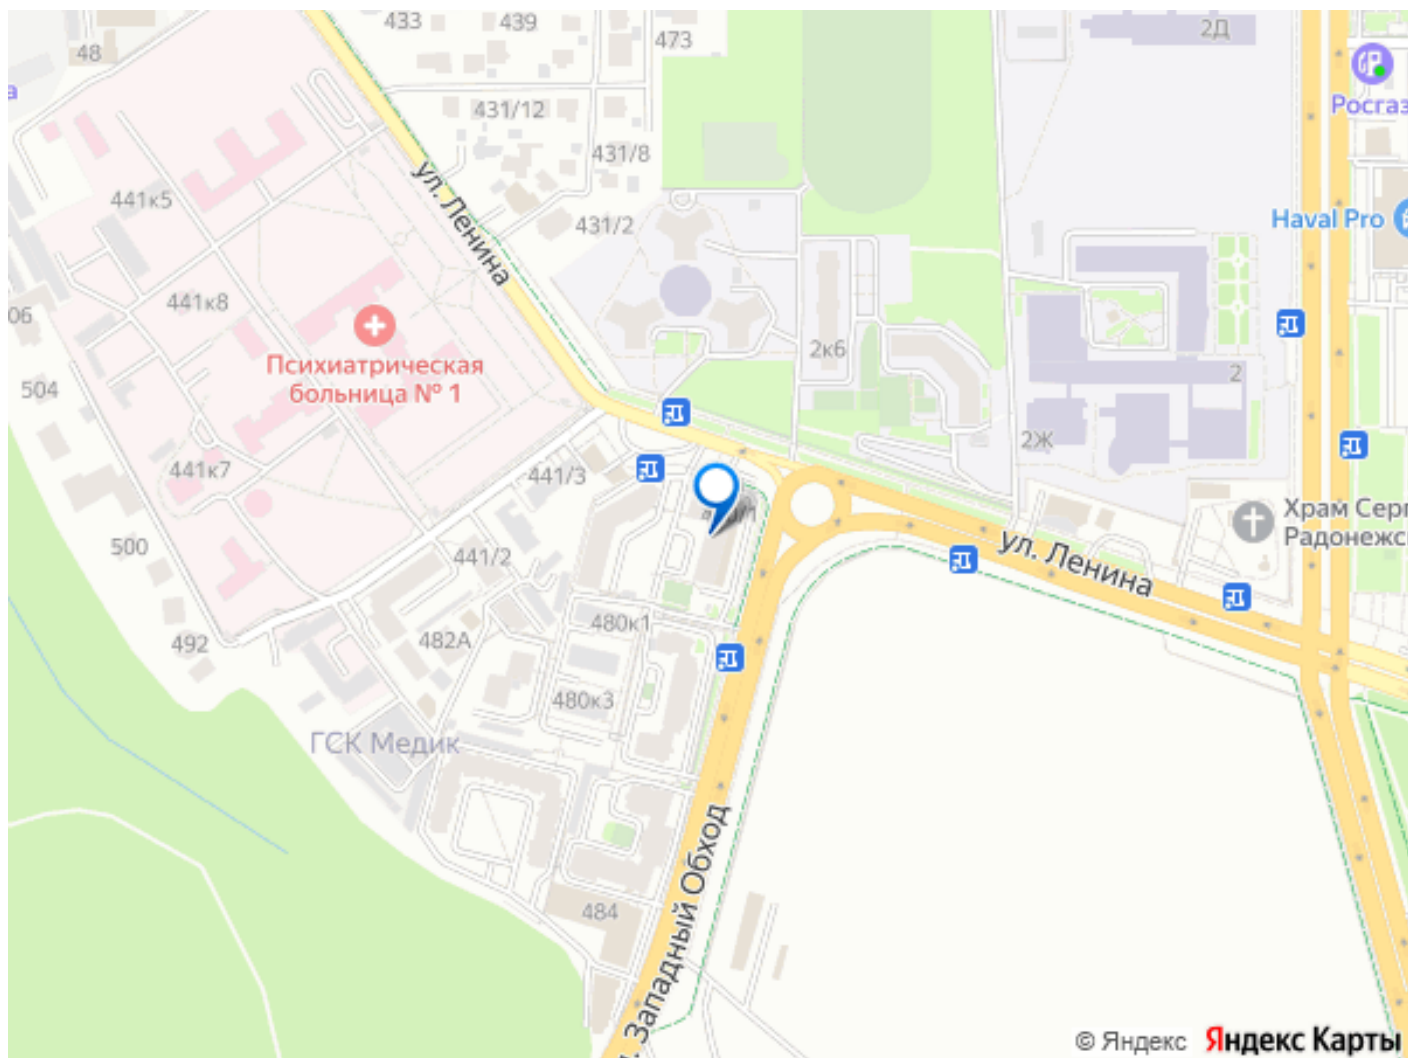 433
439
473
2Д
48
а
Росгаз
431/12
431/8
441к5
ул. Ленина
431/2
Haval Pro
441к8
06
Психиатрическая
больница № 1
2к6
504
2
2Ж
441к7
441/3
Храм Серг
Радонежск
ул. Ленина
500
441/2
480к1
482А
492
480к3
ГСК Медик
484
. Западный Обход
© Яндекс
Яндекс Карты